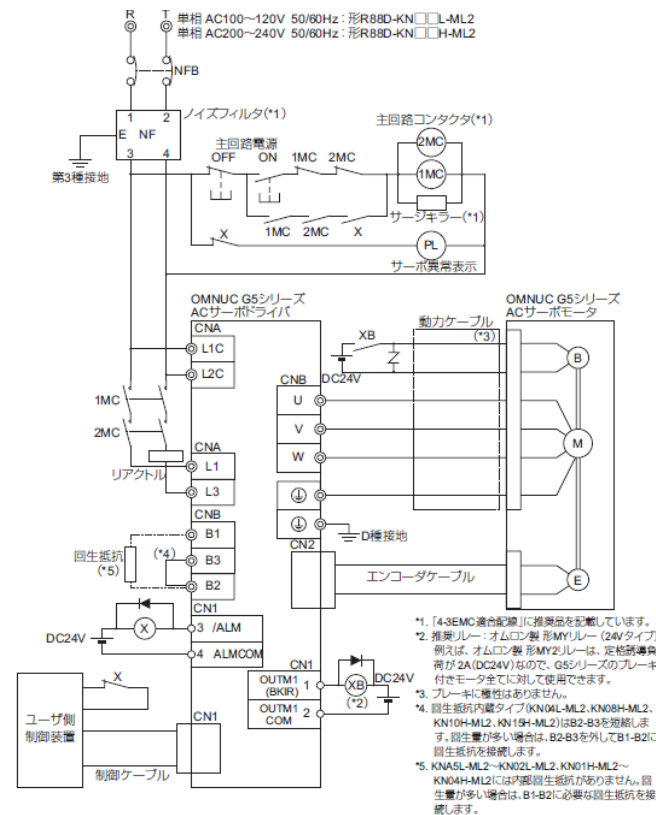 R T 単相 AC100～120V 50/60Hz：形R88D-KN□□L-ML2
単相 AC200～240V 50/60Hz：形R88D-KN□□H-ML2
NFB
1 2 ノイズフィルタ(*1)
E NF
3 4
第3種接地
主回路電源
OFF ON 1MC 2MC
主回路コンタクタ(*1)
2MC
1MC
サージキラー(*1)
1MC 2MC X
X
PL
サーボ異常表示
OMNUC G5シリーズ
ACサーボドライバ
CNA
L1C
L2C
1MC
2MC
リアクトル
CNA
L1
L3
CNB
B1
B3
B2
回生抵抗
(*5)
(*4)
CN1
3 /ALM
4 ALMCOM
X
DC24V
X
ユーザ側
制御装置
CN1
制御ケーブル
XB
DC24V
動力ケーブル
(*3)
OMNUC G5シリーズ
ACサーボモータ
B
CNB
U
V
W
M
D種接地
CN2
エンコーダケーブル
E
CN1
OUTM1
(BKIR) 1
OUTM1
COM 2
XB
(*2)
DC24V
*1. 「4-3EMC適合配線」に推奨品を記載しています。
*2. 推奨リレー：オムロン製 形MYリレー (24Vタイプ)
例えば、オムロン製 形MY2リレーは、定格誘導負
荷が 2A(DC24V)なので、G5シリーズのブレーキ
付きモータ全てに対して使用できます。
*3. ブレーキに極性はありません。
*4. 回生抵抗内蔵タイプ(KN04L-ML2、KN08H-ML2、
KN10H-ML2、KN15H-ML2)はB2-B3を短絡しま
す。回生量が多い場合は、B2-B3を外してB1-B2に
回生抵抗を接続します。
*5. KNA5L-ML2～KN02L-ML2、KN01H-ML2～
KN04H-ML2には内部回生抵抗がありません。回
生量が多い場合は、B1-B2に必要な回生抵抗を接
続します。